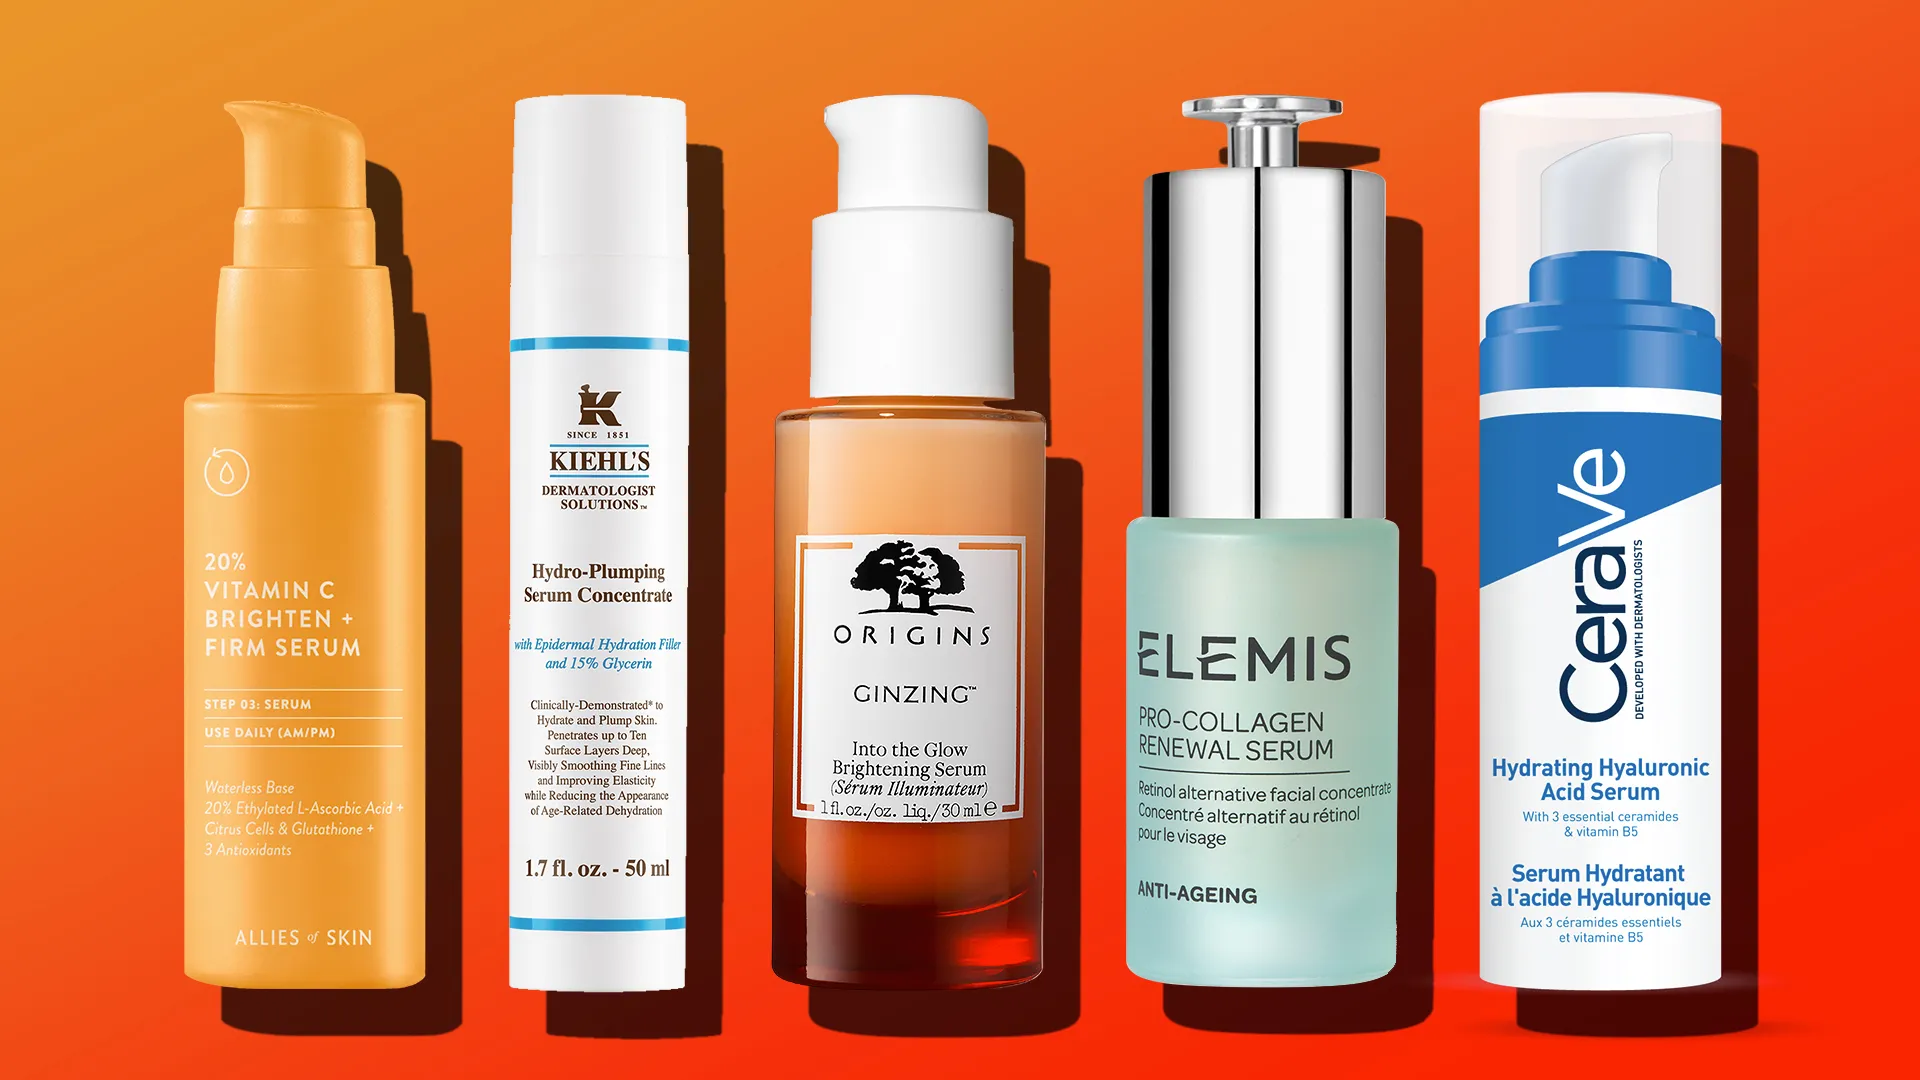 20%
VITAMIN C
BRIGHTEN +
FIRM SERUM
STEP 03: SERUM
USE DAILY (AM/PM)
Waterless Base
20% Ethylated L-Ascorbic Acid +
Citrus Cells & Glutathione +
3 Antioxidants
ALLIES of SKIN
K
SINCE 1851
KIEHL'S
DERMATOLOGIST
SOLUTIONS™
Hydro-Plumping
Serum Concentrate
with Epidermal Hydration Filler
and 15% Glycerin
Clinically-Demonstrated* to
Hydrate and Plump Skin.
Penetrates up to Ten
Surface Layers Deep,
Visibly Smoothing Fine Lines
and Improving Elasticity
while Reducing the Appearance
of Age-Related Dehydration
1.7 fl. oz. - 50 ml
ORIGINS
GINZING™
Into the Glow
Brightening Serum
(Sérum Illuminateur)
1 fl. oz./oz. liq./30 ml e
ELEMIS
PRO-COLLAGEN
RENEWAL SERUM
Retinol alternative facial concentrate
Concentré alternatif au rétinol
pour le visage
ANTI-AGEING
CeraVe
DEVELOPED WITH DERMATOLOGISTS
Hydrating Hyaluronic
Acid Serum
With 3 essential ceramides
& vitamin B5
Serum Hydratant
à l'acide Hyaluronique
Aux 3 céramides essentiels
et vitamine B5